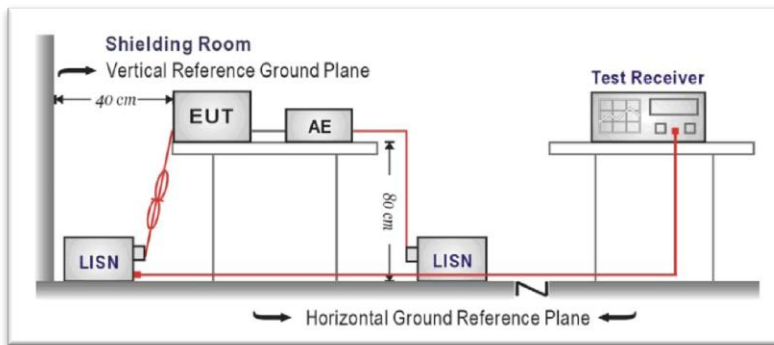 Shielding Room
Vertical Reference Ground Plane
40 cm
EUT
AE
Test Receiver
80 cm
LISN
LISN
Horizontal Ground Reference Plane